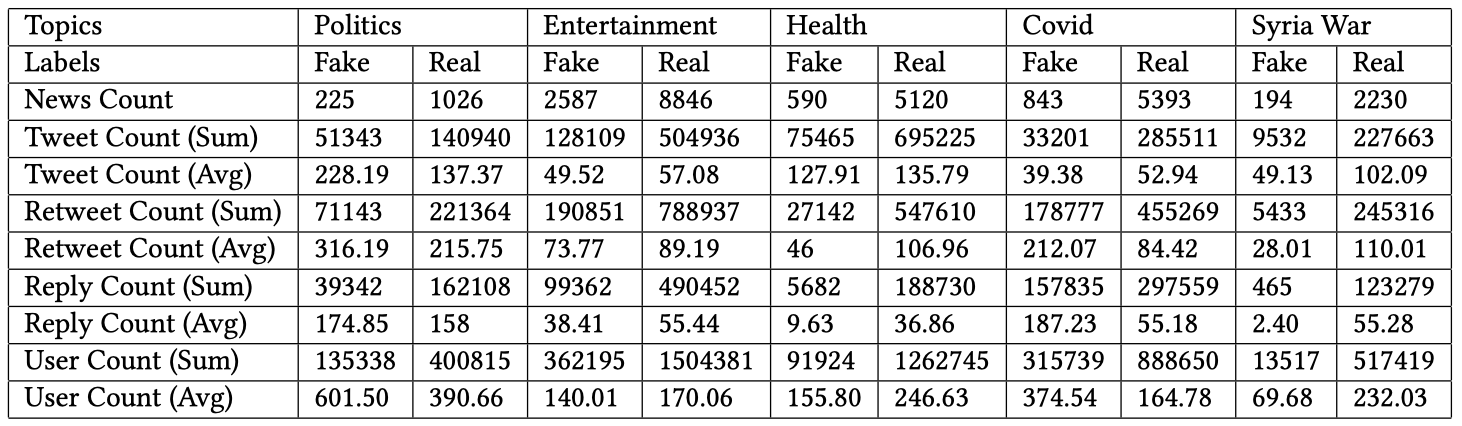 Topics Politics Entertainment Health Covid Syria War
Labels Fake Real Fake Real Fake Real Fake Real Fake Real
News Count 225 1026 2587 8846 590 5120 843 5393 194 2230
Tweet Count (Sum) 51343 140940 128109 504936 75465 695225 33201 285511 9532 227663
Tweet Count (Avg) 228.19 137.37 49.52 57.08 127.91 135.79 39.38 52.94 49.13 102.09
Retweet Count (Sum) 71143 221364 190851 788937 27142 547610 178777 455269 5433 245316
Retweet Count (Avg) 316.19 215.75 73.77 89.19 46 106.96 212.07 84.42 28.01 110.01
Reply Count (Sum) 39342 162108 99362 490452 5682 188730 157835 297559 465 123279
Reply Count (Avg) 174.85 158 38.41 55.44 9.63 36.86 187.23 55.18 2.40 55.28
User Count (Sum) 135338 400815 362195 1504381 91924 1262745 315739 888650 13517 517419
User Count (Avg) 601.50 390.66 140.01 170.06 155.80 246.63 374.54 164.78 69.68 232.03